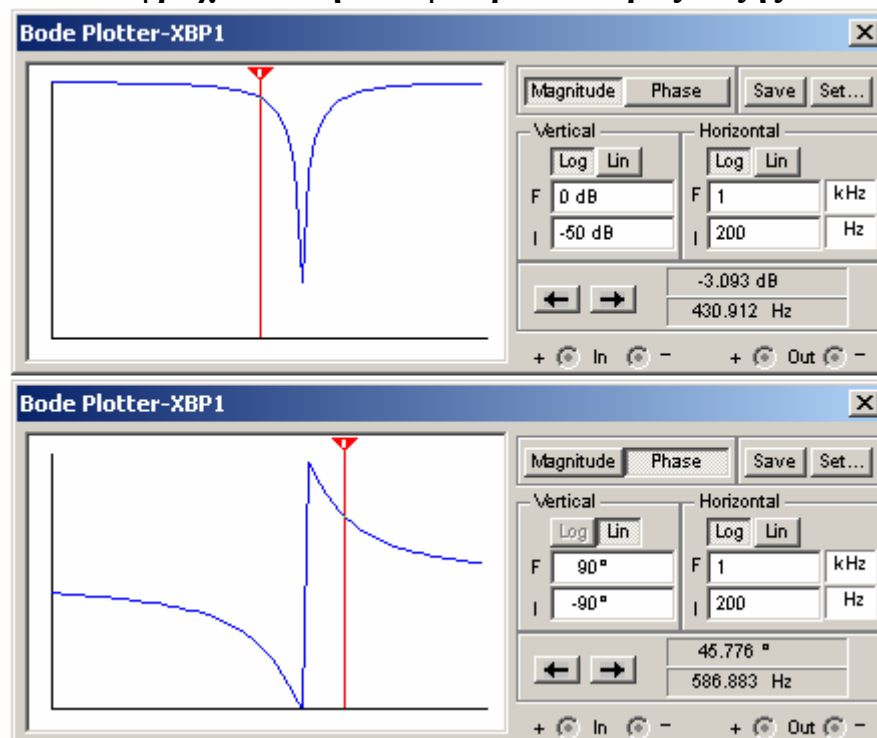 Bode Plotter-XBP1
Magnitude Phase Save Set...
Vertical Horizontal
Log Lin Log Lin
F 0 dB F 1 kHz
I -50 dB I 200 Hz
-3.093 dB
430.912 Hz
+ In - + Out -
Bode Plotter-XBP1
Magnitude Phase Save Set...
Vertical Horizontal
Log Lin Log Lin
F 90° F 1 kHz
I -90° I 200 Hz
45.776 °
586.883 Hz
+ In - + Out -